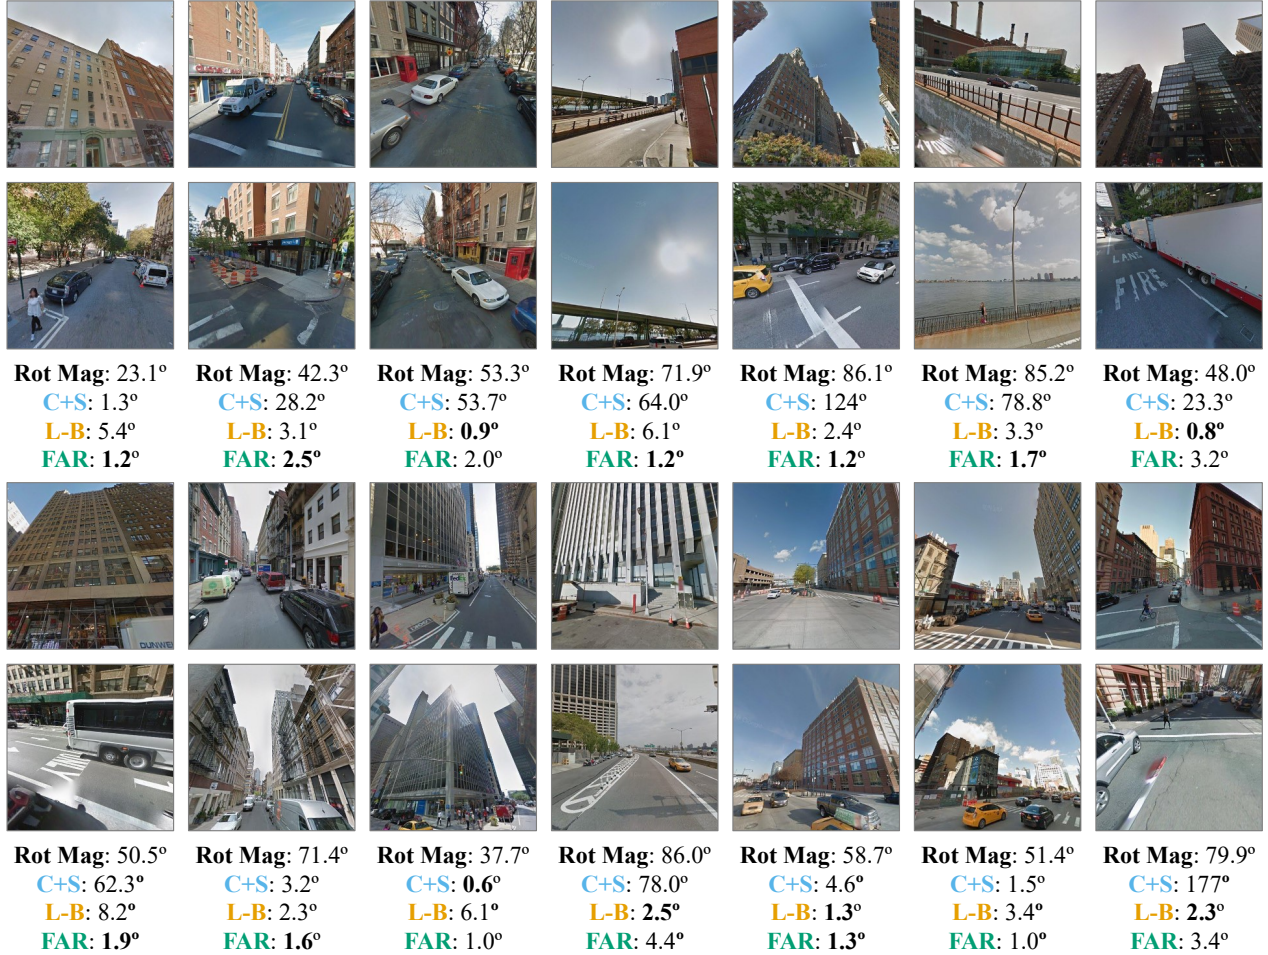 LANE
FIRE
Rot Mag: 23.1º Rot Mag: 42.3º Rot Mag: 53.3º Rot Mag: 71.9º Rot Mag: 86.1º Rot Mag: 85.2º Rot Mag: 48.0º
C+S: 1.3º C+S: 28.2º C+S: 53.7º C+S: 64.0º C+S: 124º C+S: 78.8º C+S: 23.3º
L-B: 5.4º L-B: 3.1º L-B: 0.9º L-B: 6.1º L-B: 2.4º L-B: 3.3º L-B: 0.8º
FAR: 1.2º FAR: 2.5º FAR: 2.0º FAR: 1.2º FAR: 1.2º FAR: 1.7º FAR: 3.2º
FedEx
DUNWE
Rot Mag: 50.5º Rot Mag: 71.4º Rot Mag: 37.7º Rot Mag: 86.0º Rot Mag: 58.7º Rot Mag: 51.4º Rot Mag: 79.9º
C+S: 62.3º C+S: 3.2º C+S: 0.6º C+S: 78.0º C+S: 4.6º C+S: 1.5º C+S: 177º
L-B: 8.2º L-B: 2.3º L-B: 6.1º L-B: 2.5º L-B: 1.3º L-B: 3.4º L-B: 2.3º
FAR: 1.9º FAR: 1.6º FAR: 1.0º FAR: 4.4º FAR: 1.3º FAR: 1.0º FAR: 3.4º